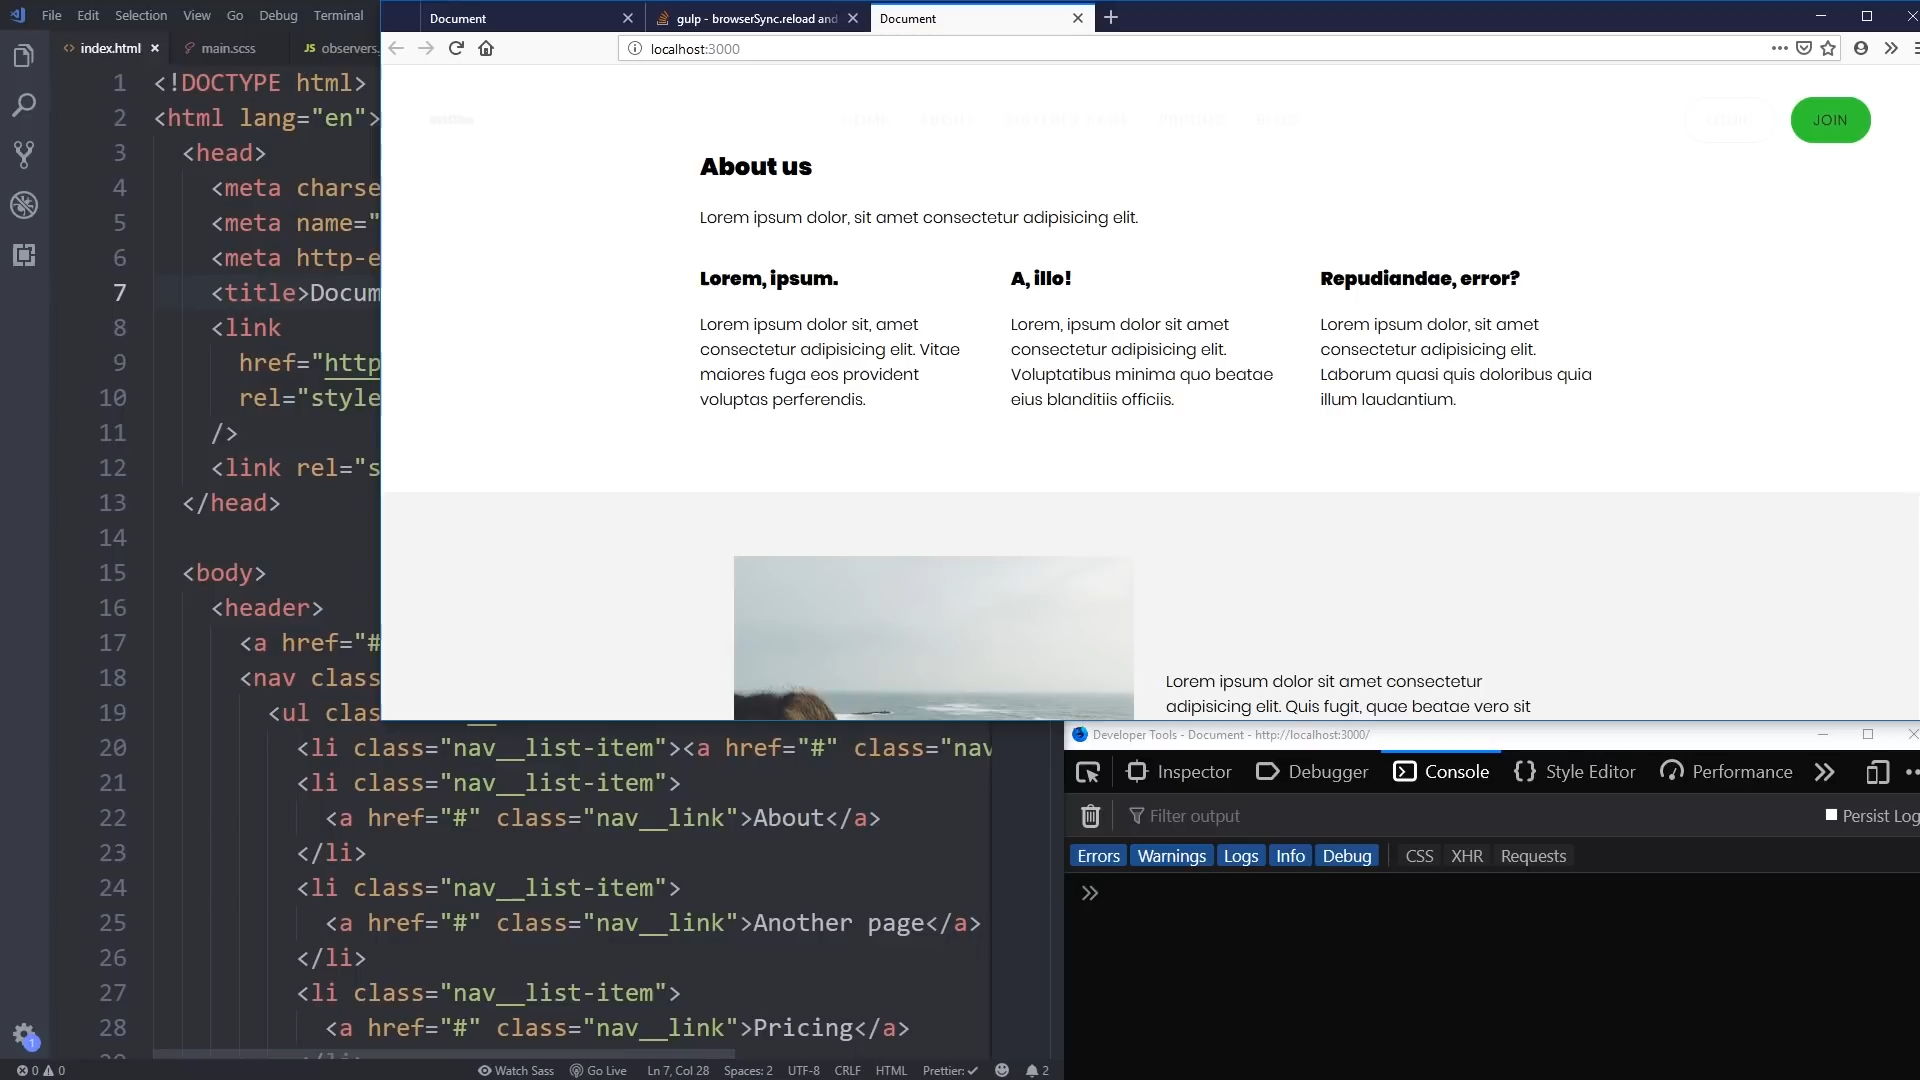 File Edit Selection View Go Debug Terminal
index.html main.scss JS observers.
1 <!DOCTYPE html>
2 <html lang="en">
3 <head>
4 <meta charse
5 <meta name="
6 <meta http-e
7 <title>Docum
8 <link
9 href="http
10 rel="style
11 />
12 <link rel="s
13 </head>
14
15 <body>
16 <header>
17 <a href="#
18 <nav class
19 <ul clas
20 <li class="nav__list-item"><a href="#" class="nav
21 <li class="nav__list-item">
22 <a href="#" class="nav__link">About</a>
23 </li>
24 <li class="nav__list-item">
25 <a href="#" class="nav__link">Another page</a>
26 </li>
27 <li class="nav__list-item">
28 <a href="#" class="nav__link">Pricing</a>
1
0 0 Watch Sass Go Live Ln 7, Col 28 Spaces: 2 UTF-8 CRLF HTML Prettier: 2
Document gulp - browserSync.reload and Document
localhost:3000
JOIN
About us
Lorem ipsum dolor, sit amet consectetur adipisicing elit.
Lorem, ipsum.
Lorem ipsum dolor sit, amet
consectetur adipisicing elit. Vitae
maiores fuga eos provident
voluptas perferendis.
A, illo!
Lorem, ipsum dolor sit amet
consectetur adipisicing elit.
Voluptatibus minima quo beatae
eius blanditiis officiis.
Repudiandae, error?
Lorem ipsum dolor, sit amet
consectetur adipisicing elit.
Laborum quasi quis doloribus quia
illum laudantium.
Lorem ipsum dolor sit amet consectetur
adipisicing elit. Quis fugit, quae beatae vero sit
Developer Tools - Document - http://localhost:3000/
Inspector Debugger Console Style Editor Performance
Filter output Persist Log
Errors Warnings Logs Info Debug CSS XHR Requests